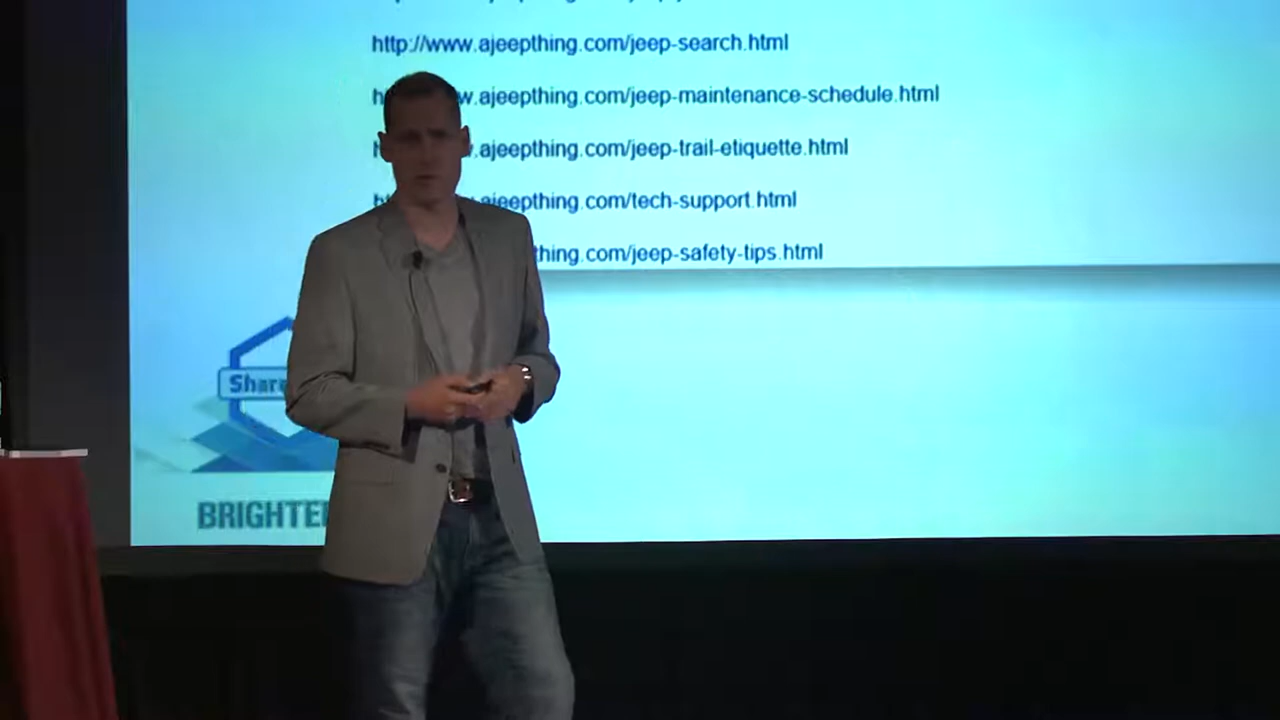 http://www.ajeepthing.com/jeep-search.html
w.ajeepthing.com/jeep-maintenance-schedule.html
.ajeepthing.com/jeep-trail-etiquette.html
ajeepthing.com/tech-support.html
thing.com/jeep-safety-tips.html
Share
BRIGHTE